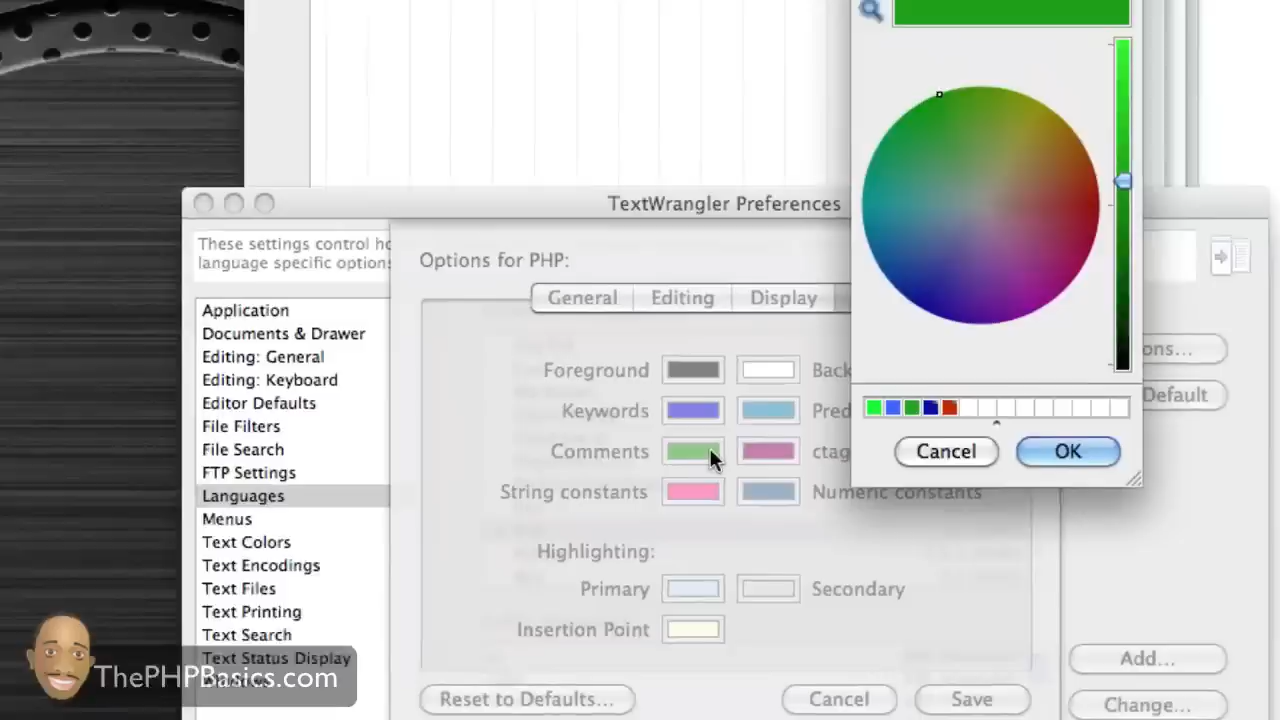 TextWrangler Preferences
These settings control ho
language specific options
Application
Documents & Drawer
Editing: General
Editing: Keyboard
Editor Defaults
File Filters
File Search
FTP Settings
Languages
Menus
Text Colors
Text Encodings
Text Files
Text Printing
Text Search
Text Status Display
Options for PHP:
General Editing Display
Foreground Back
Keywords Pred
Comments ctag
String constants Numeric constants
Highlighting:
Primary Secondary
Insertion Point
Reset to Defaults... Cancel Save
Cancel OK
ons...
Default
Add...
Change...
ThePHPBasics.com